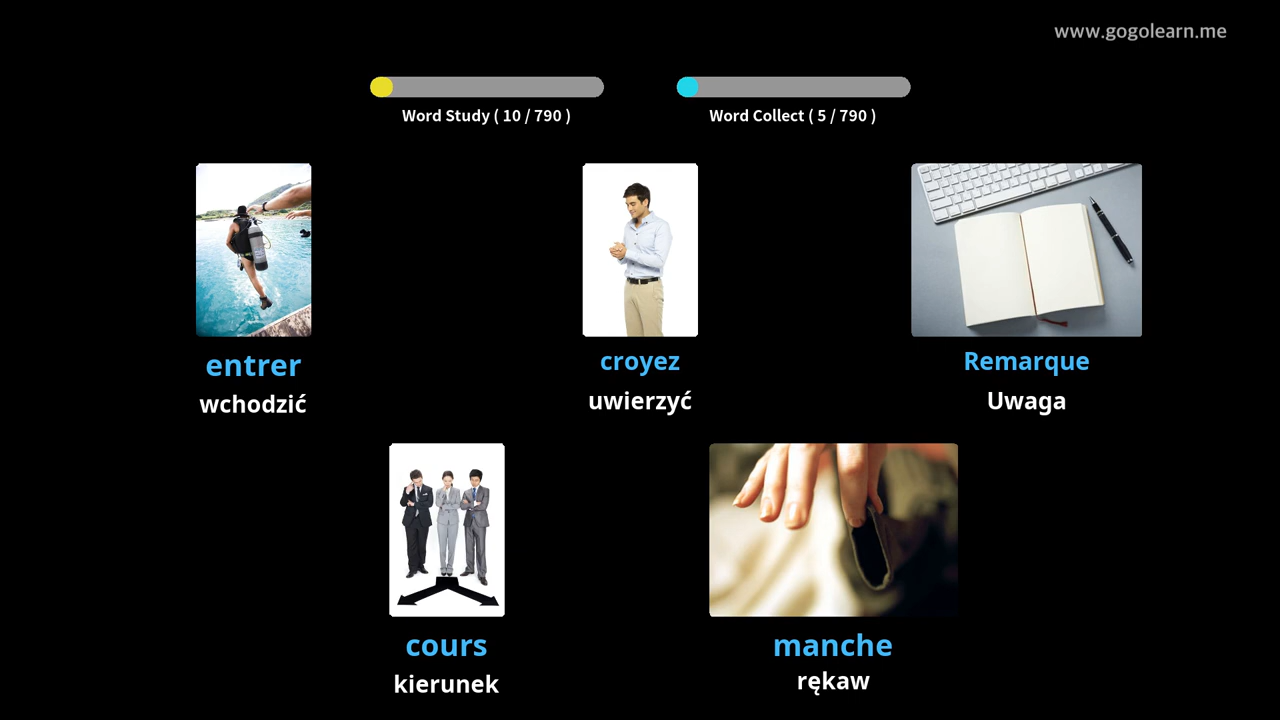 www.gogolearn.me
Word Study ( 10 / 790 )
Word Collect ( 5 / 790 )
entrer
wchodzić
croyez
uwierzyć
Remarque
Uwaga
cours
kierunek
manche
rękaw